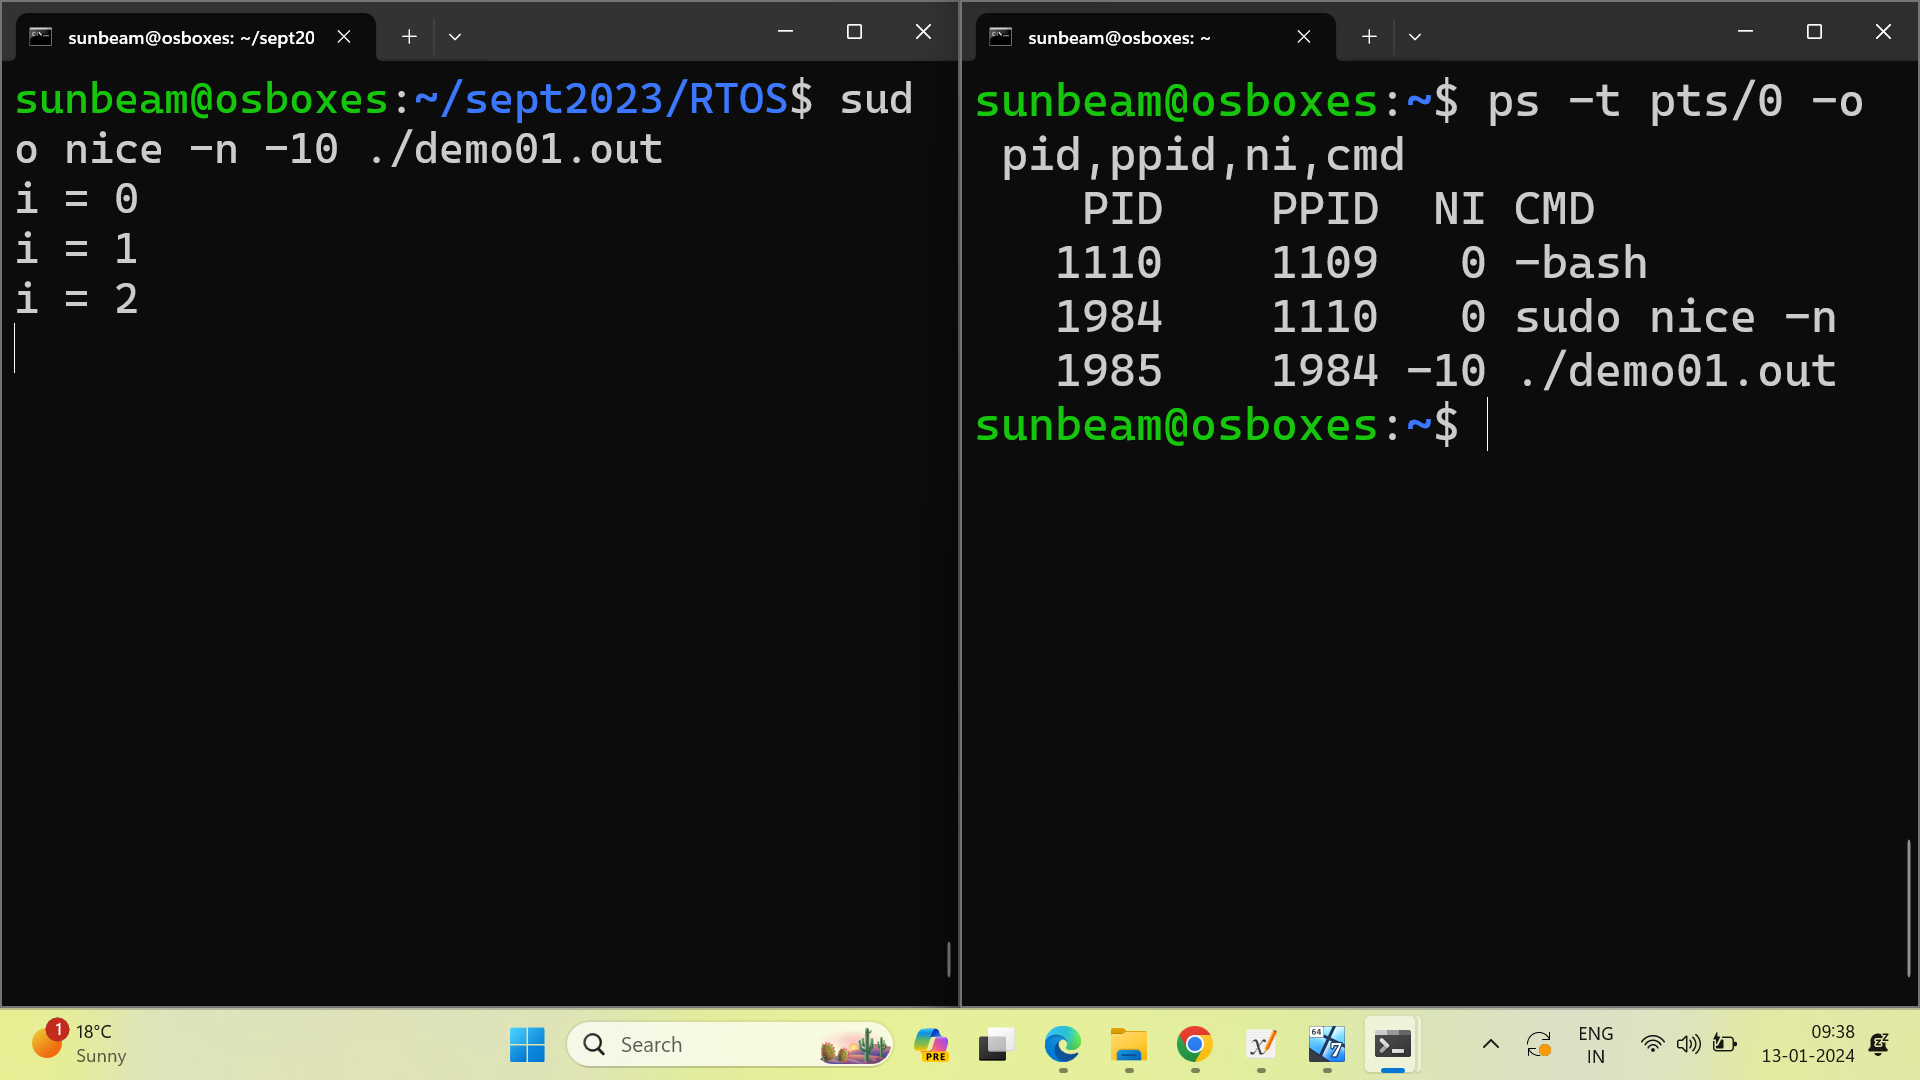 sunbeam@osboxes: ~/sept20
sunbeam@osboxes:~/sept2023/RTOS$ sud
o nice -n -10 ./demo01.out
i = 0
i = 1
i = 2
sunbeam@osboxes: ~
sunbeam@osboxes:~$ ps -t pts/0 -o
 pid,ppid,ni,cmd
    PID    PPID  NI CMD
   1110    1109   0 -bash
   1984    1110   0 sudo nice -n
   1985    1984 -10 ./demo01.out
sunbeam@osboxes:~$
1
18°C
Sunny
Search
PRE
64
7
ENG
IN
09:38
13-01-2024